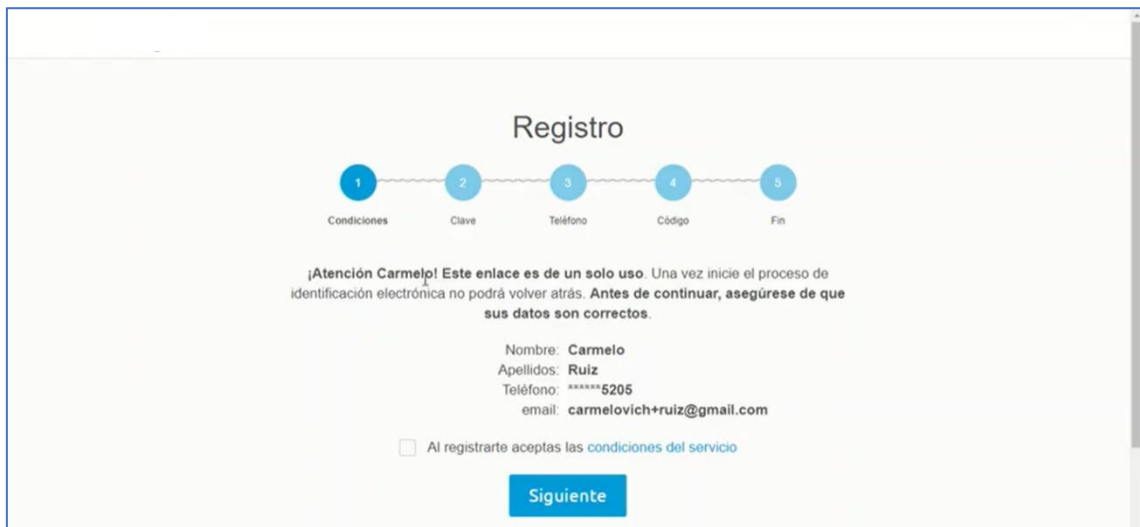 Registro
1 2 3 4 5
Condiciones Clave Teléfono Código Fin
¡Atención Carmelo! Este enlace es de un solo uso. Una vez inicie el proceso de
identificación electrónica no podrá volver atrás. Antes de continuar, asegúrese de que
sus datos son correctos.
Nombre: Carmelo
Apellidos: Ruiz
Teléfono: ******5205
email: carmelovich+ruiz@gmail.com
Al registrarte aceptas las condiciones del servicio
Siguiente